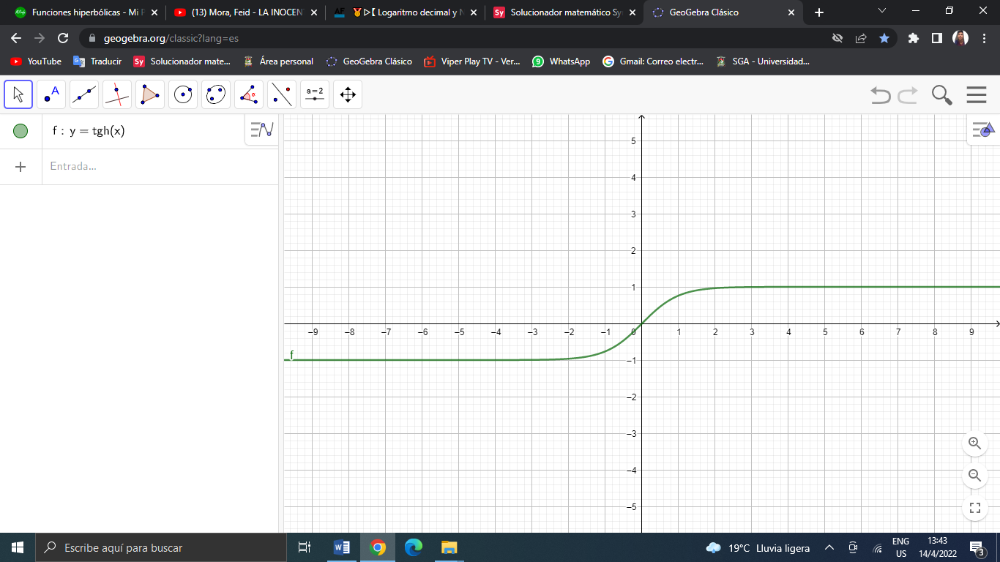 Funciones hiperbólicas - Mi P
(13) Mora, Feid - LA INOCEN
AF
🏅▷【 Logaritmo decimal y N
Sy
Solucionador matemático Sy
GeoGebra Clásico
geogebra.org/classic?lang=es
YouTube
Traducir
Sy
Solucionador mate...
Área personal
GeoGebra Clásico
Viper Play TV - Ver...
9
WhatsApp
Gmail: Correo electr...
SGA - Universidad...
A
a=2
f : y = tgh(x)
Entrada...
5
4
3
2
1
−9 −8 −7 −6 −5 −4 −3 −2 −1 0 1 2 3 4 5 6 7 8 9
f
−1
−2
−3
−4
−5
Escribe aquí para buscar
19°C Lluvia ligera
ENG
US
13:43
14/4/2022
3